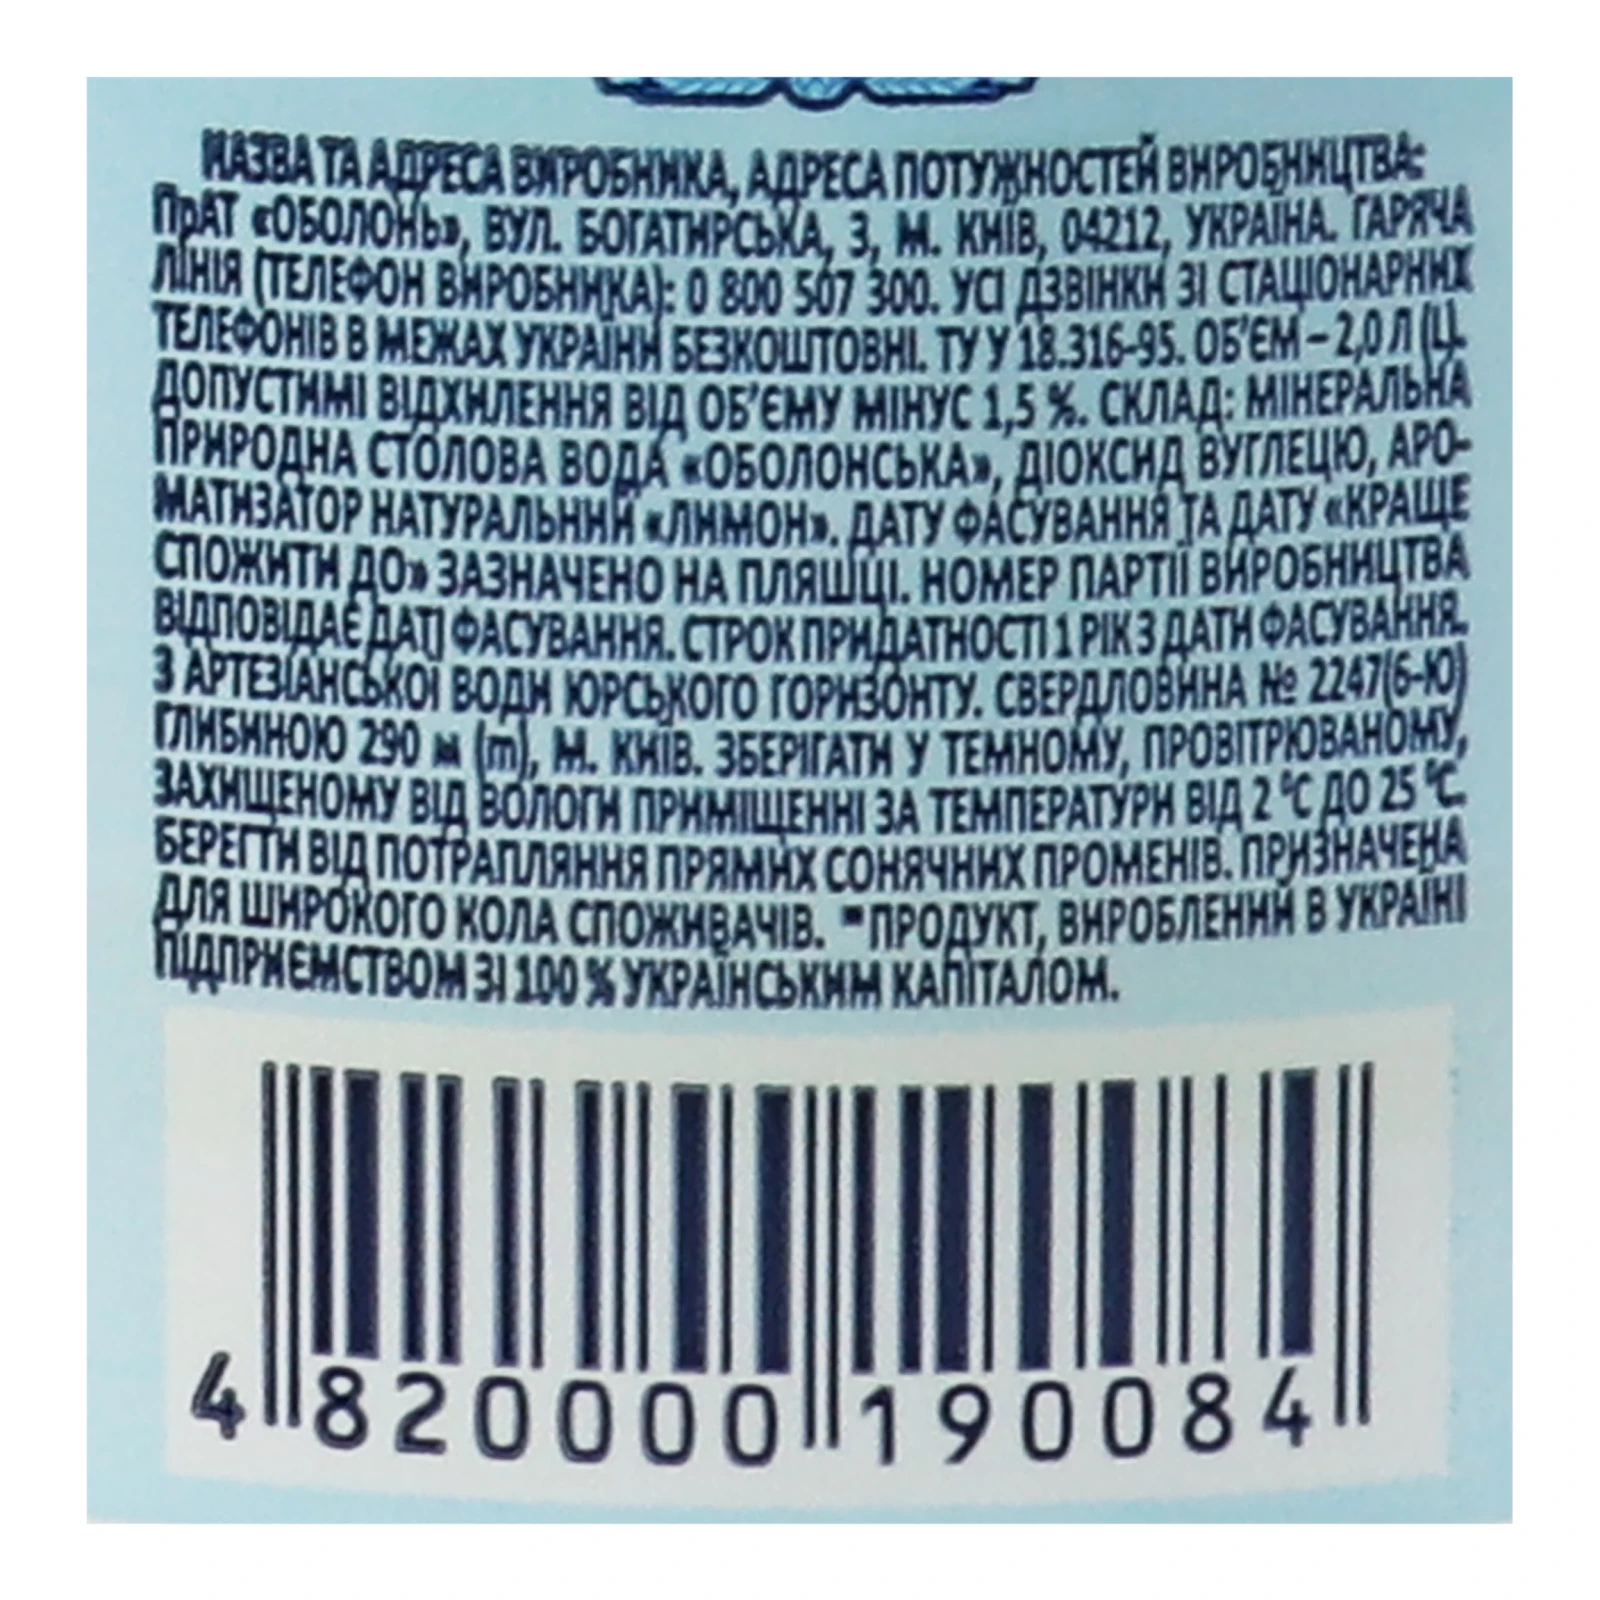 НАЗВА ТА АДРЕСА ВИРОБНИКА, АДРЕСА ПОТУЖНОСТЕЙ ВИРОБНИЦТВА:
ПрАТ «ОБОЛОНЬ», ВУЛ. БОГАТИРСЬКА, 3, М. КИЇВ, 04212, УКРАЇНА. ГАРЯЧА
ЛІНІЯ (ТЕЛЕФОН ВИРОБНИКА): 0 800 507 300. УСІ ДЗВІНКИ ЗІ СТАЦІОНАРНИХ
ТЕЛЕФОНІВ В МЕЖАХ УКРАЇНИ БЕЗКОШТОВНІ. ТУ У 18.316-95. ОБ'ЄМ – 2,0 Л (L).
ДОПУСТИМІ ВІДХИЛЕННЯ ВІД ОБ'ЄМУ МІНУС 1,5 %. СКЛАД: МІНЕРАЛЬНА
ПРИРОДНА СТОЛОВА ВОДА «ОБОЛОНСЬКА», ДІОКСИД ВУГЛЕЦЮ, АРО-
МАТИЗАТОР НАТУРАЛЬНИЙ «ЛИМОН». ДАТУ ФАСУВАННЯ ТА ДАТУ «КРАЩЕ
СПОЖИТИ ДО» ЗАЗНАЧЕНО НА ПЛЯШЦІ. НОМЕР ПАРТІЇ ВИРОБНИЦТВА
ВІДПОВІДАЄ ДАТІ ФАСУВАННЯ. СТРОК ПРИДАТНОСТІ 1 РІК З ДАТИ ФАСУВАННЯ.
З АРТЕЗІАНСЬКОЇ ВОДИ ЮРСЬКОГО ГОРИЗОНТУ. СВЕРДЛОВИНА № 2247(6-Ю)
ГЛИБИНОЮ 290 м (m), М. КИЇВ. ЗБЕРІГАТИ У ТЕМНОМУ, ПРОВІТРЮВАНОМУ,
ЗАХИЩЕНОМУ ВІД ВОЛОГИ ПРИМІЩЕННІ ЗА ТЕМПЕРАТУРИ ВІД 2 °С ДО 25 °С.
БЕРЕГТИ ВІД ПОТРАПЛЯННЯ ПРЯМИХ СОНЯЧНИХ ПРОМЕНІВ. ПРИЗНАЧЕНА
ДЛЯ ШИРОКОГО КОЛА СПОЖИВАЧІВ. *ПРОДУКТ, ВИРОБЛЕНИЙ В УКРАЇНІ
ПІДПРИЄМСТВОМ ЗІ 100 % УКРАЇНСЬКИМ КАПІТАЛОМ.
4 820000 190084